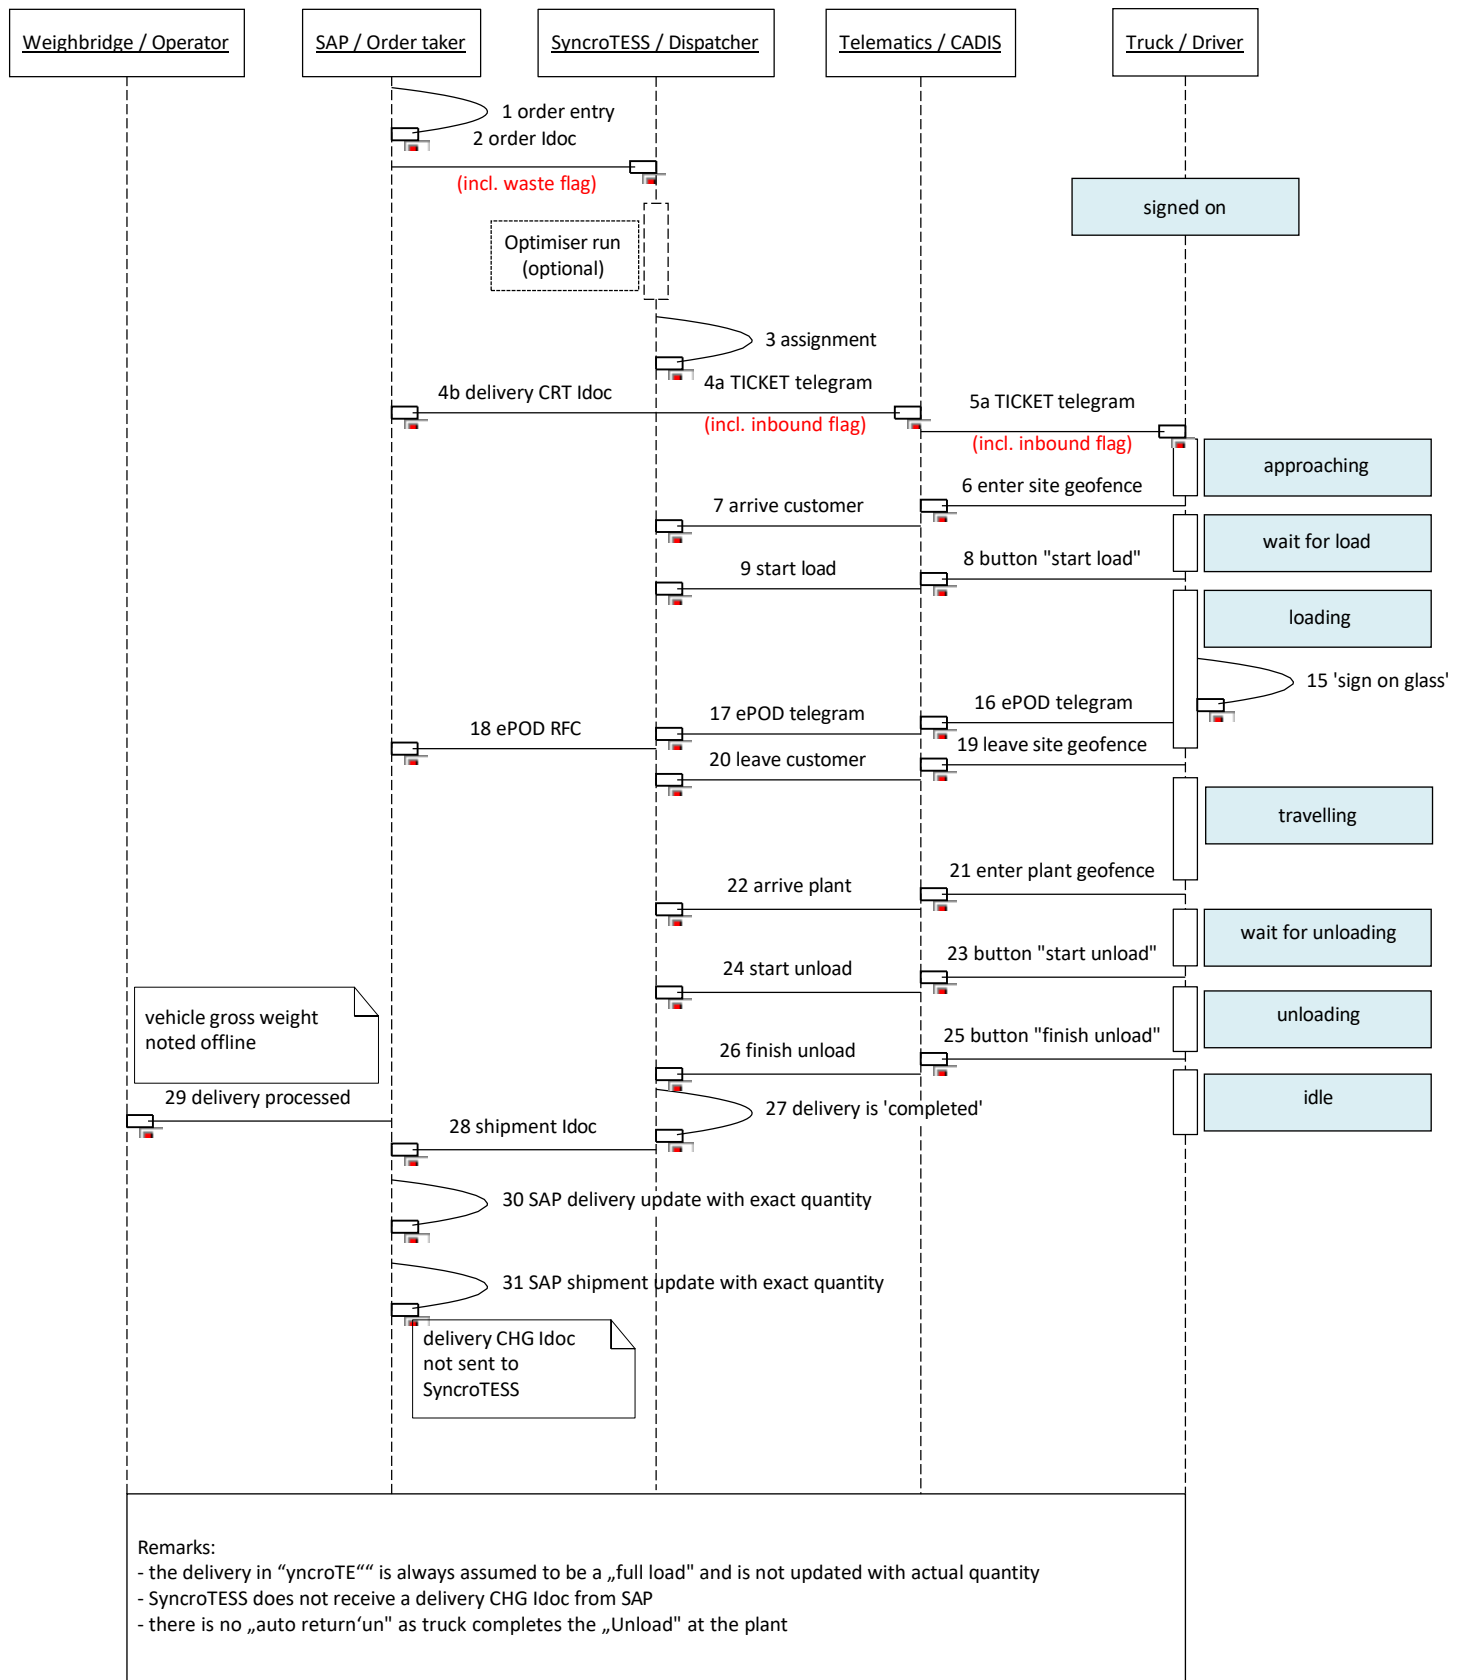 Weighbridge / Operator
SAP / Order taker
SyncroTESS / Dispatcher
Telematics / CADIS
Truck / Driver
1 order entry
2 order Idoc
(incl. waste flag)
signed on
Optimiser run
(optional)
3 assignment
4b delivery CRT Idoc
4a TICKET telegram
(incl. inbound flag)
5a TICKET telegram
(incl. inbound flag)
approaching
6 enter site geofence
7 arrive customer
wait for load
8 button "start load"
9 start load
loading
15 'sign on glass'
16 ePOD telegram
17 ePOD telegram
18 ePOD RFC
19 leave site geofence
20 leave customer
travelling
21 enter plant geofence
22 arrive plant
wait for unloading
23 button "start unload"
24 start unload
unloading
vehicle gross weight
noted offline
25 button "finish unload"
26 finish unload
idle
27 delivery is 'completed'
29 delivery processed
28 shipment Idoc
30 SAP delivery update with exact quantity
31 SAP shipment update with exact quantity
delivery CHG Idoc
not sent to
SyncroTESS
Remarks:
- the delivery in “yncroTE““ is always assumed to be a „full load" and is not updated with actual quantity
- SyncroTESS does not receive a delivery CHG Idoc from SAP
- there is no „auto return‘un" as truck completes the „Unload" at the plant